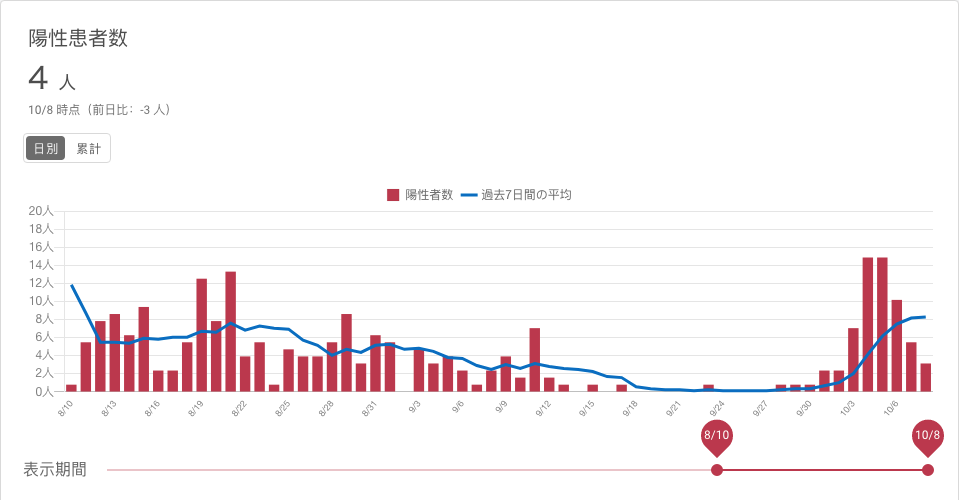 陽性患者数
4 人
10/8 時点（前日比: -3 人）
日別 累計
陽性者数 過去7日間の平均
20人
18人
16人
14人
12人
10人
8人
6人
4人
2人
0人
8/10 8/13 8/16 8/19 8/22 8/25 8/28 8/31 9/3 9/6 9/9 9/12 9/15 9/18 9/21 9/24 9/27 9/30 10/3 10/6
8/10 10/8
表示期間